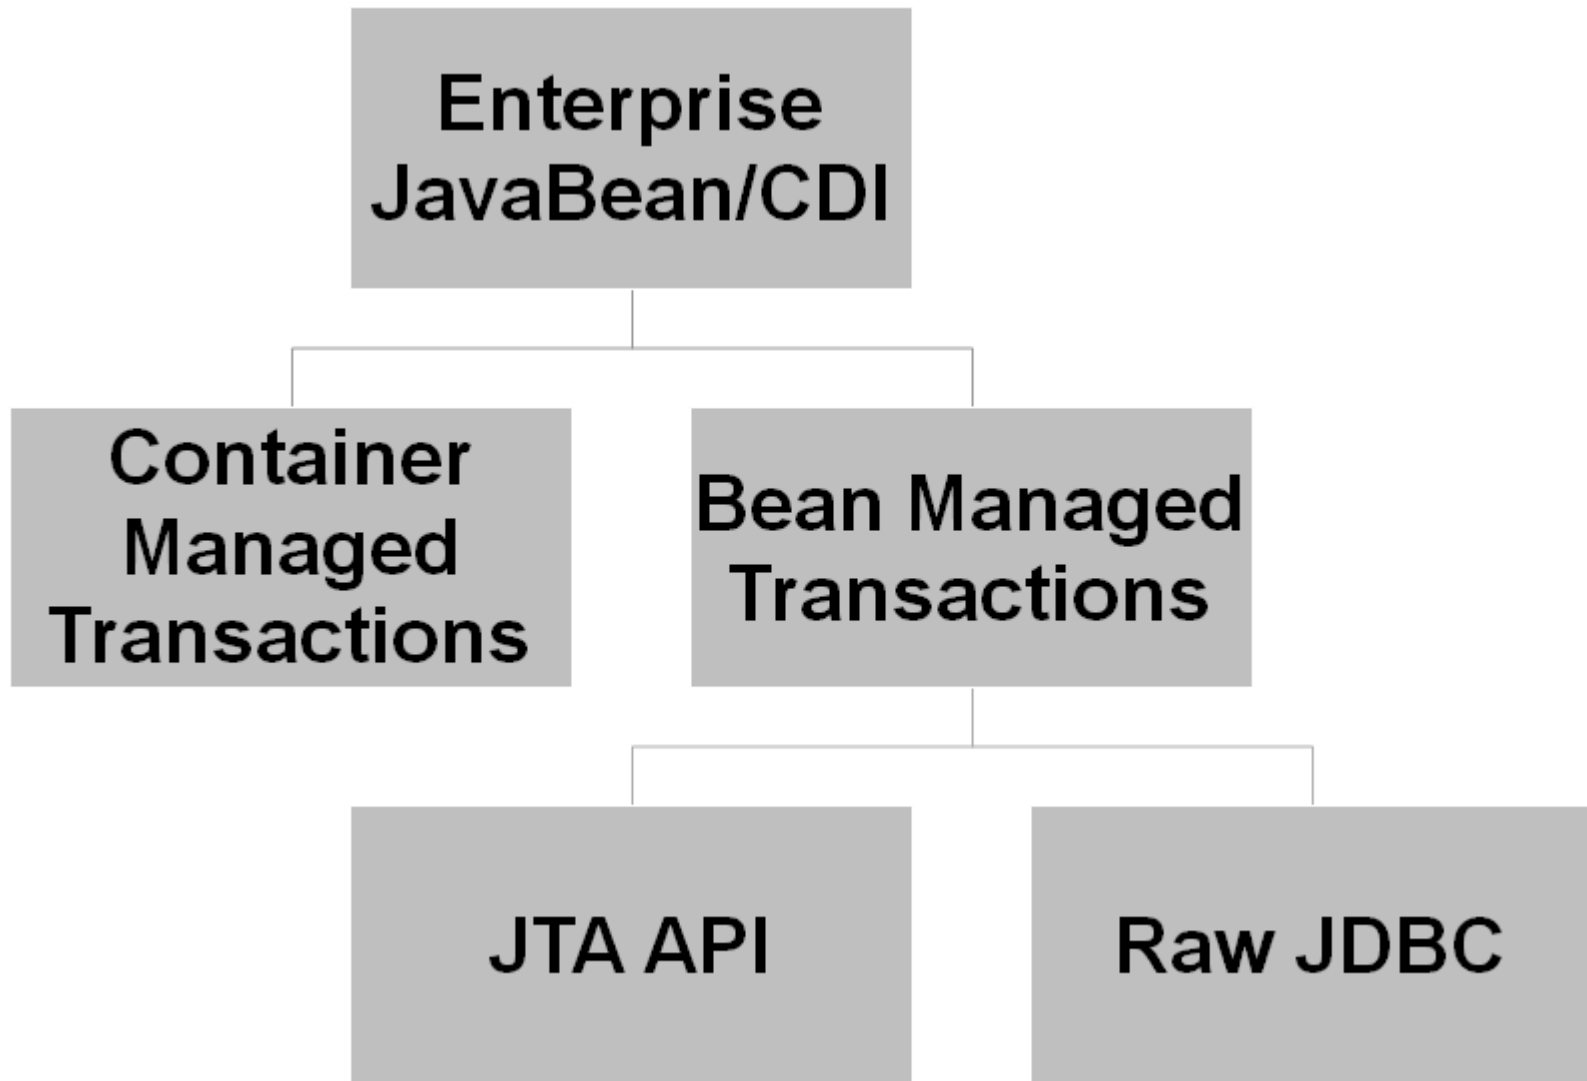 Enterprise
JavaBean/CDI
Container
Managed
Transactions
Bean Managed
Transactions
JTA API
Raw JDBC